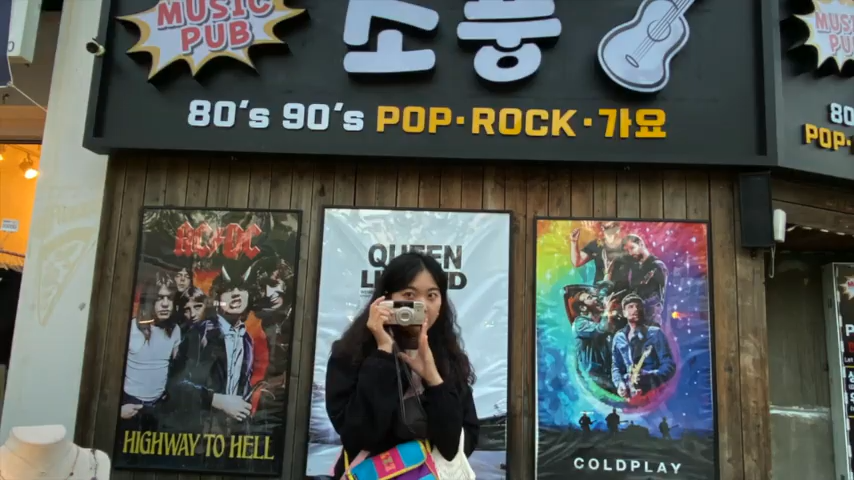 MUSIC
PUB
소풍
80's 90's POP·ROCK·가요
MUSIC
PUB
80
POP·
AC/DC
HIGHWAY TO HELL
QUEEN
COLDPLAY